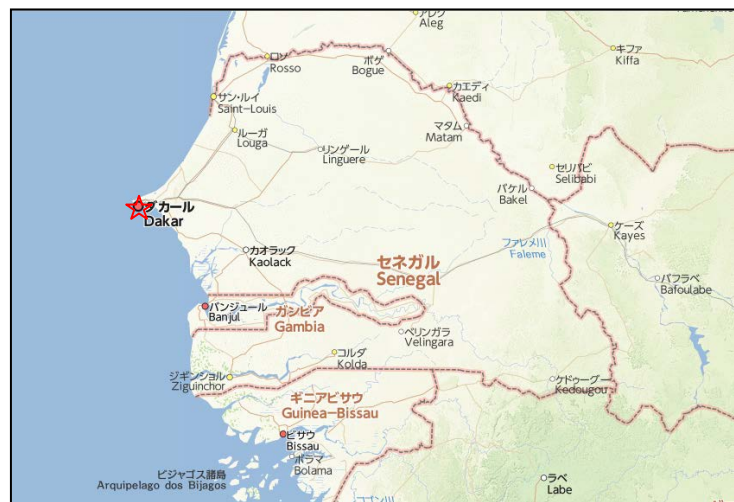 アレグ
Aleg
ロソ
Rosso
ボゲ
Bogue
キファ
Kiffa
カエディ
Kaedi
サン・ルイ
Saint-Louis
マタム
Matam
ルーガ
Louga
リンゲール
Linguere
セリバビ
Selibabi
バケル
Bakel
ダカール
Dakar
ケーズ
Kayes
カオラック
Kaolack
ファレメ川
Faleme
セネガル
Senegal
バフラベ
Bafoulabe
バンジュール
Banjul
ガンビア
Gambia
ベリンガラ
Velingara
コルダ
Kolda
ジギンショル
Ziguinchor
ケドゥーグー
Kedougou
ギニアビサウ
Guinea-Bissau
ビサウ
Bissau
ボラマ
Bolama
ビジャゴス諸島
Arquipelago dos Bijagos
ラベ
Labe